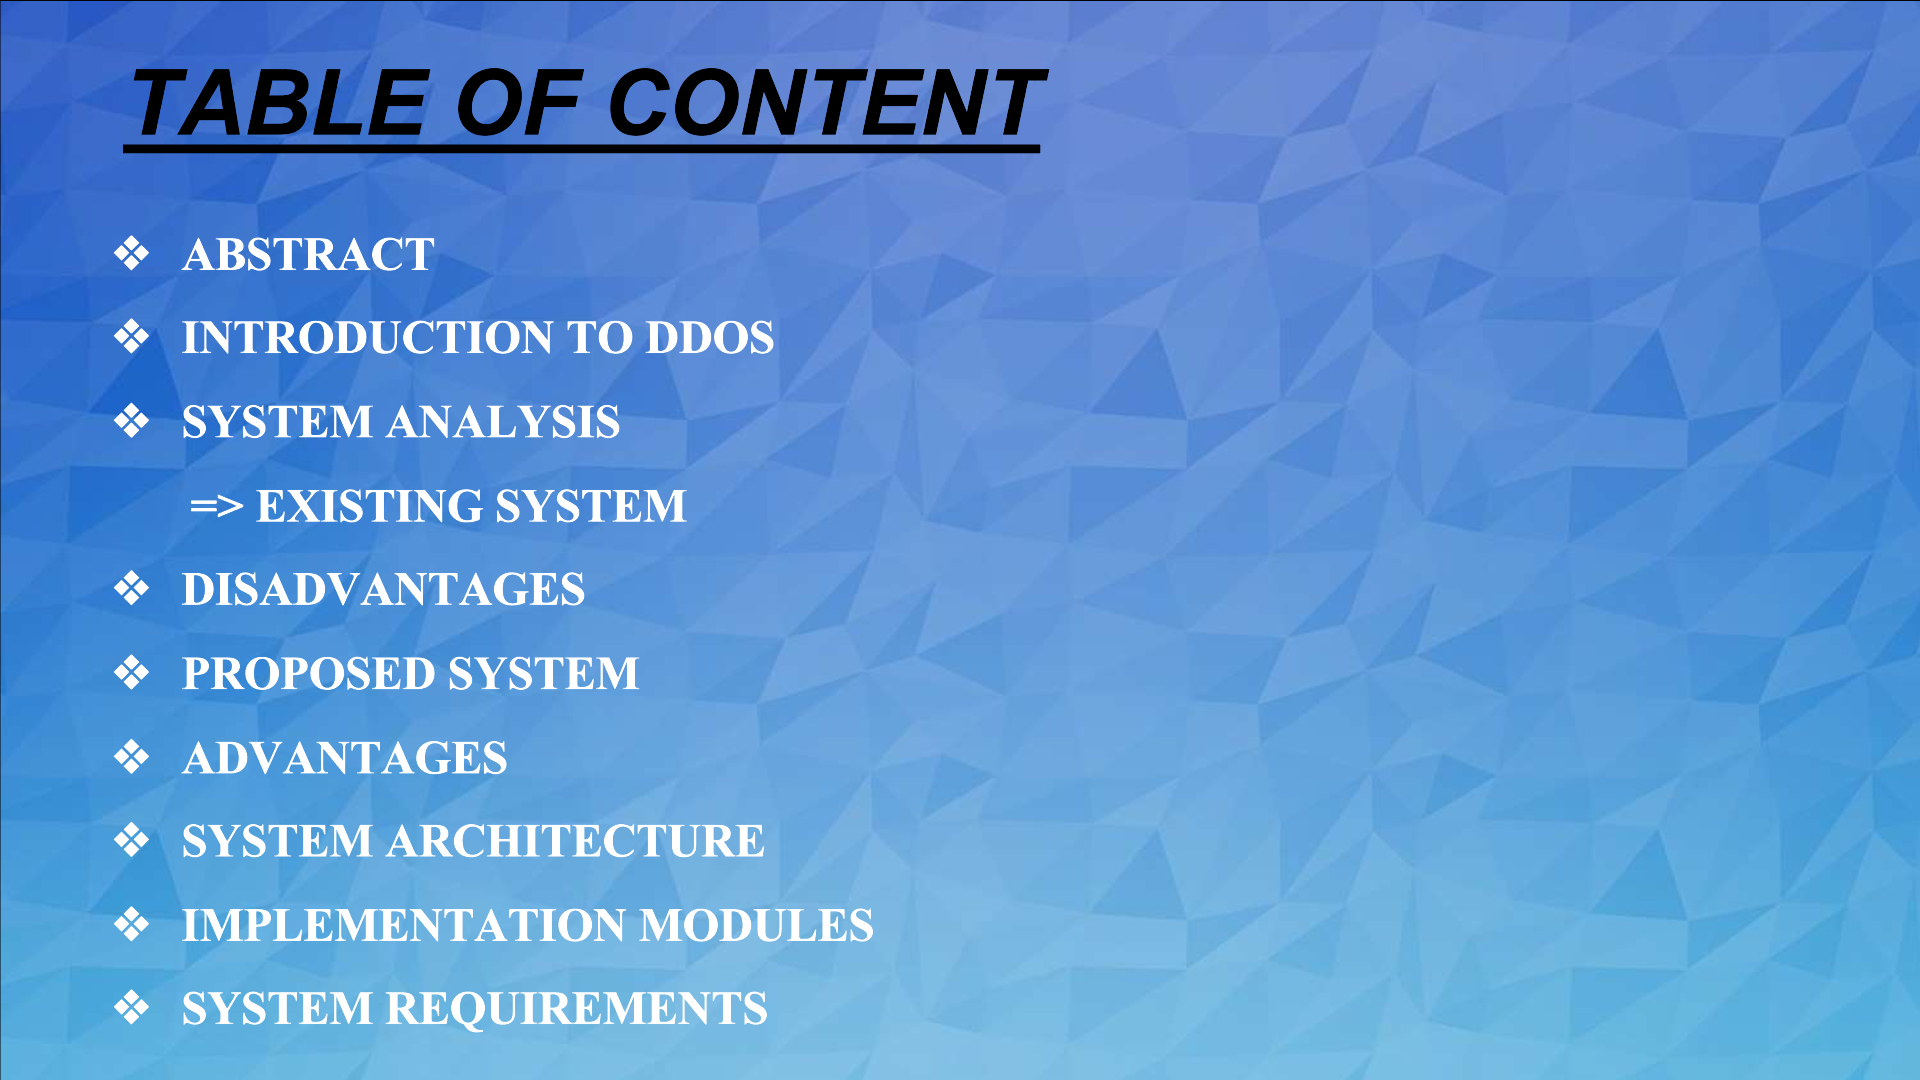 TABLE OF CONTENT
❖ ABSTRACT
❖ INTRODUCTION TO DDOS
❖ SYSTEM ANALYSIS
=> EXISTING SYSTEM
❖ DISADVANTAGES
❖ PROPOSED SYSTEM
❖ ADVANTAGES
❖ SYSTEM ARCHITECTURE
❖ IMPLEMENTATION MODULES
❖ SYSTEM REQUIREMENTS